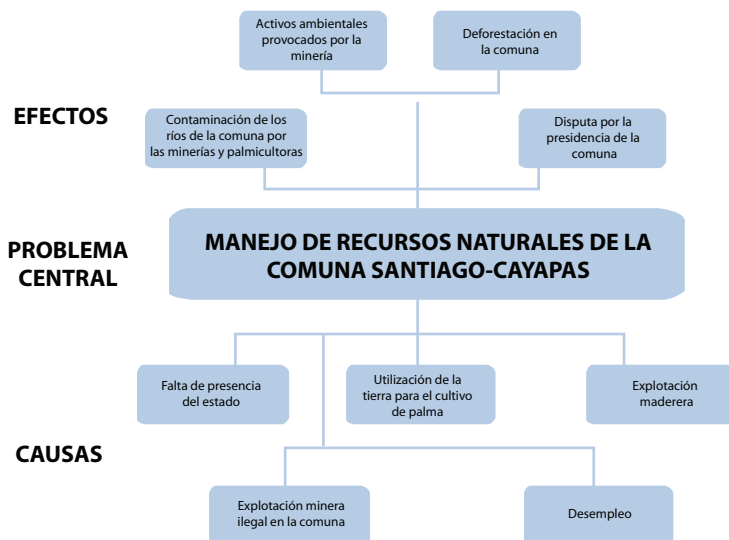 Activos ambientales
provocados por la
minería
Deforestación en
la comuna
EFECTOS
Contaminación de los
ríos de la comuna por
las minerías y palmicultoras
Disputa por la
presidencia de la
comuna
PROBLEMA
CENTRAL
MANEJO DE RECURSOS NATURALES DE LA
COMUNA SANTIAGO-CAYAPAS
Falta de presencia
del estado
Utilización de la
tierra para el cultivo
de palma
Explotación
maderera
CAUSAS
Explotación minera
ilegal en la comuna
Desempleo